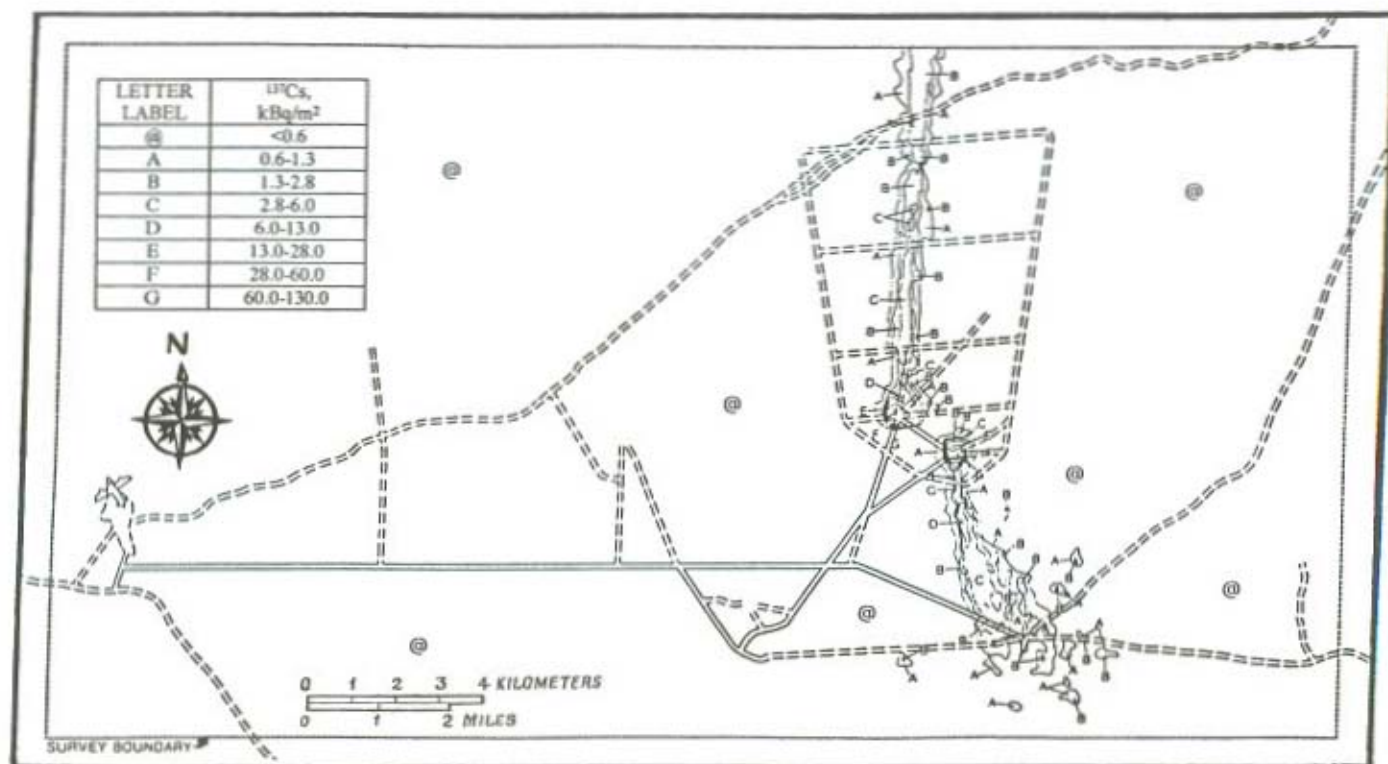 LETTER LABEL ¹³⁷Cs, kBq/m²
@ <0.6
A 0.6-1.3
B 1.3-2.8
C 2.8-6.0
D 6.0-13.0
E 13.0-28.0
F 28.0-60.0
G 60.0-130.0
N
@
@
@
@
@
@
@
A
B
A
B
B
B
B
C
A
A
B
C
B
B
A
C
D
B
B
E
B
C
A
A
C
D
B
A
B
B
C
A
A
A
B
A
B
A
B
A
B
A
A
B
0 1 2 3 4 KILOMETERS
0 1 2 MILES
SURVEY BOUNDARY